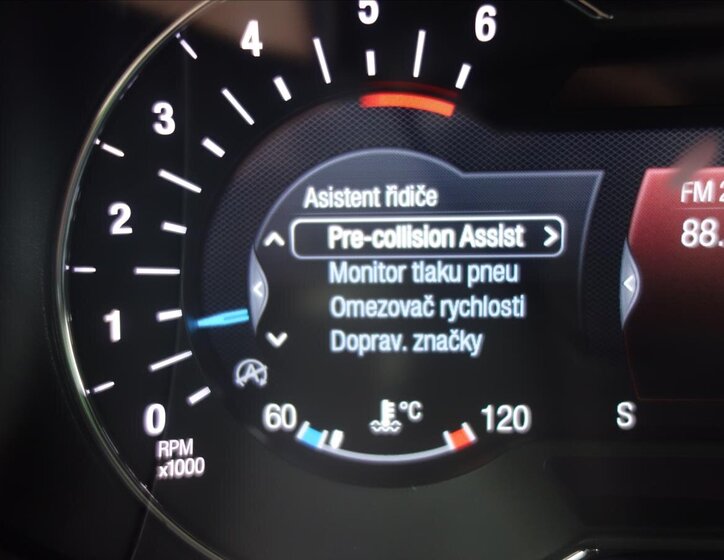 5
4
6
3
2
1
0
RPM
x1000
Asistent řidiče
Pre-collision Assist
Monitor tlaku pneu
Omezovač rychlosti
Doprav. značky
A
60
°C
120
S
FM
88.